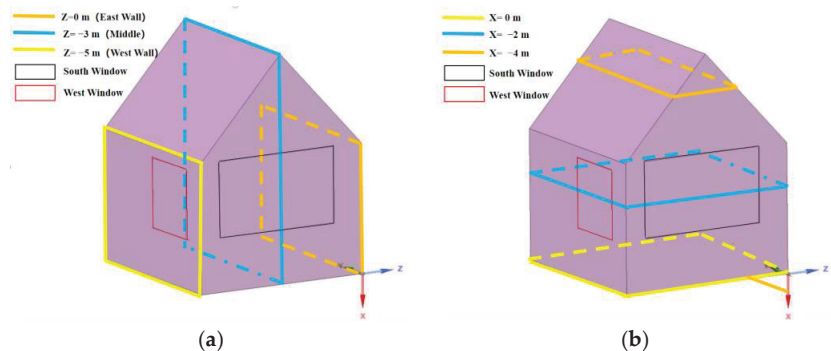 Z=0 m (East Wall)
Z= −3 m (Middle)
Z= −5 m (West Wall)
South Window
West Window
z
x
(a)
X= 0 m
X= −2 m
X= −4 m
South Window
West Window
z
x
(b)